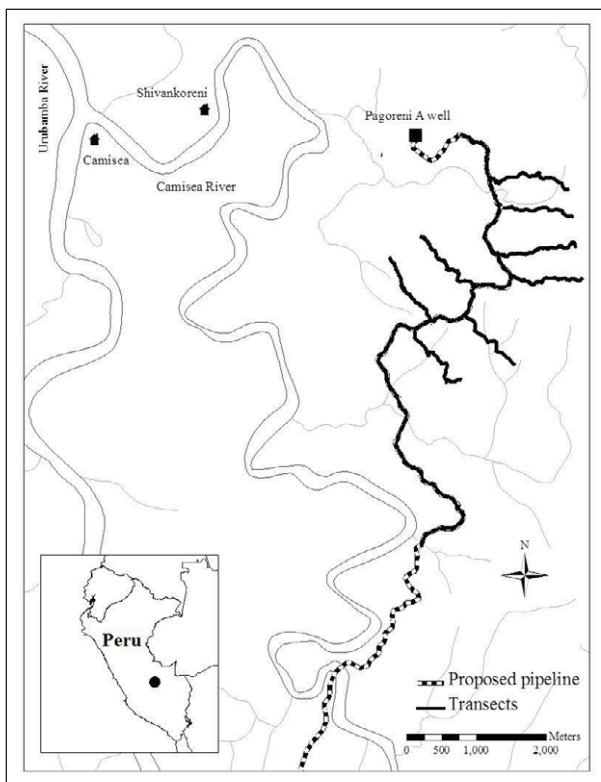 Urubamba River
Shivankoreni
Camisea
Camisea River
Pagoreni A well
N
Peru
Proposed pipeline
Transects
Meters
0 500 1,000 2,000